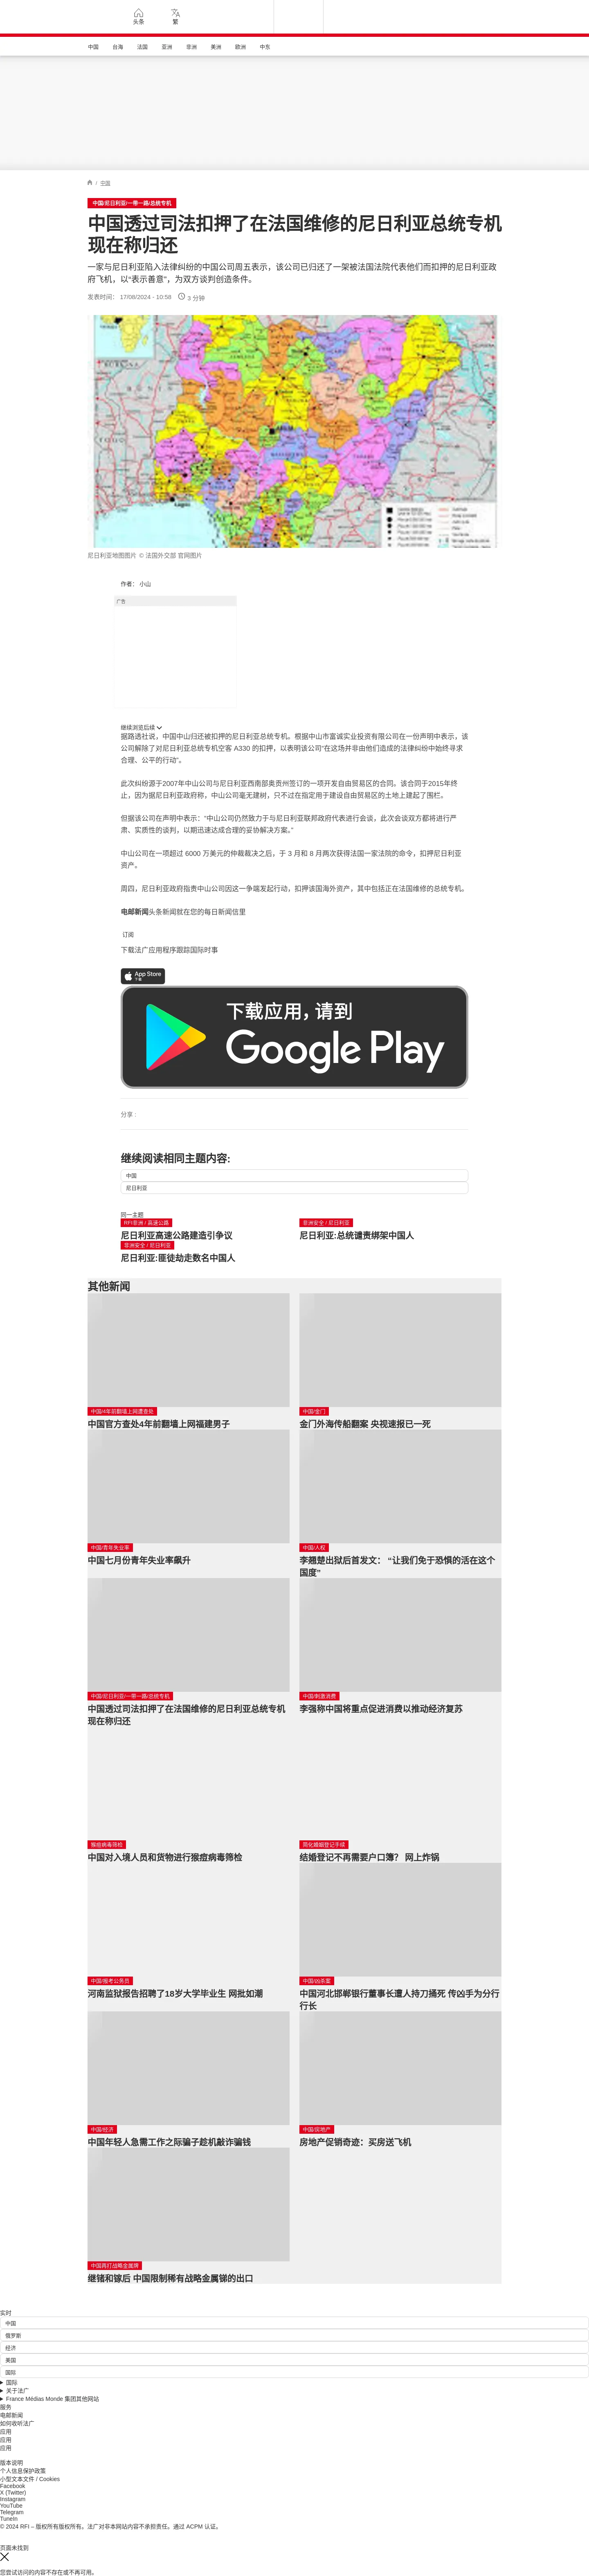 头条
繁
中国
台海
法国
亚洲
非洲
美洲
欧洲
中东
/ 中国
中国/尼日利亚/一带一路/总统专机
中国透过司法扣押了在法国维修的尼日利亚总统专机
现在称归还
一家与尼日利亚陷入法律纠纷的中国公司周五表示，该公司已归还了一架被法国法院代表他们而扣押的尼日利亚政
府飞机，以“表示善意”，为双方谈判创造条件。
发表时间： 17/08/2024 - 10:58
3 分钟
尼日利亚地图图片 © 法国外交部 官网图片
作者： 小山
广告
继续浏览后续
据路透社说，中国中山归还被扣押的尼日利亚总统专机。根据中山市富诚实业投资有限公司在一份声明中表示，该
公司解除了对尼日利亚总统专机空客 A330 的扣押，以表明该公司“在这场并非由他们造成的法律纠纷中始终寻求
合理、公平的行动”。
此次纠纷源于2007年中山公司与尼日利亚西南部奥贡州签订的一项开发自由贸易区的合同。该合同于2015年终
止，因为据尼日利亚政府称，中山公司毫无建树，只不过在指定用于建设自由贸易区的土地上建起了围栏。
但据该公司在声明中表示：“中山公司仍然致力于与尼日利亚联邦政府代表进行会谈，此次会谈双方都将进行严
肃、实质性的谈判，以期迅速达成合理的妥协解决方案。”
中山公司在一项超过 6000 万美元的仲裁裁决之后，于 3 月和 8 月两次获得法国一家法院的命令，扣押尼日利亚
资产。
周四，尼日利亚政府指责中山公司因这一争端发起行动，扣押该国海外资产，其中包括正在法国维修的总统专机。
电邮新闻头条新闻就在您的每日新闻信里
订阅
下载法广应用程序跟踪国际时事
App Store
下载
下载应用，请到
Google Play
分享 :
继续阅读相同主题内容:
中国
尼日利亚
同一主题
RFI非洲 / 高速公路
尼日利亚高速公路建造引争议
非洲安全 / 尼日利亚
尼日利亚:总统谴责绑架中国人
非洲安全 / 尼日利亚
尼日利亚:匪徒劫走数名中国人
其他新闻
中国/4年前翻墙上网遭查处
中国官方查处4年前翻墙上网福建男子
中国/金门
金门外海传船翻案 央视速报已一死
中国/青年失业率
中国七月份青年失业率飙升
中国/人权
李翘楚出狱后首发文： “让我们免于恐惧的活在这个
国度”
中国/尼日利亚/一带一路/总统专机
中国透过司法扣押了在法国维修的尼日利亚总统专机
现在称归还
中国/刺激消费
李强称中国将重点促进消费以推动经济复苏
猴痘病毒筛检
中国对入境人员和货物进行猴痘病毒筛检
简化婚姻登记手续
结婚登记不再需要户口簿？ 网上炸锅
中国/报考公务员
河南监狱报告招聘了18岁大学毕业生 网批如潮
中国/凶杀案
中国河北邯郸银行董事长遭人持刀捅死 传凶手为分行
行长
中国/经济
中国年轻人急需工作之际骗子趁机敲诈骗钱
中国/房地产
房地产促销奇迹：买房送飞机
中国再打战略金属牌
继锗和镓后 中国限制稀有战略金属锑的出口
实时
中国
俄罗斯
经济
美国
国际
国际
关于法广
France Médias Monde 集团其他网站
服务
电邮新闻
如何收听法广
应用
应用
应用
版本说明
个人信息保护政策
小型文本文件 / Cookies
Facebook
X (Twitter)
Instagram
YouTube
Telegram
TuneIn
© 2024 RFI – 版权所有版权所有。法广对非本网站内容不承担责任。通过 ACPM 认证。
页面未找到
您尝试访问的内容不存在或不再可用。